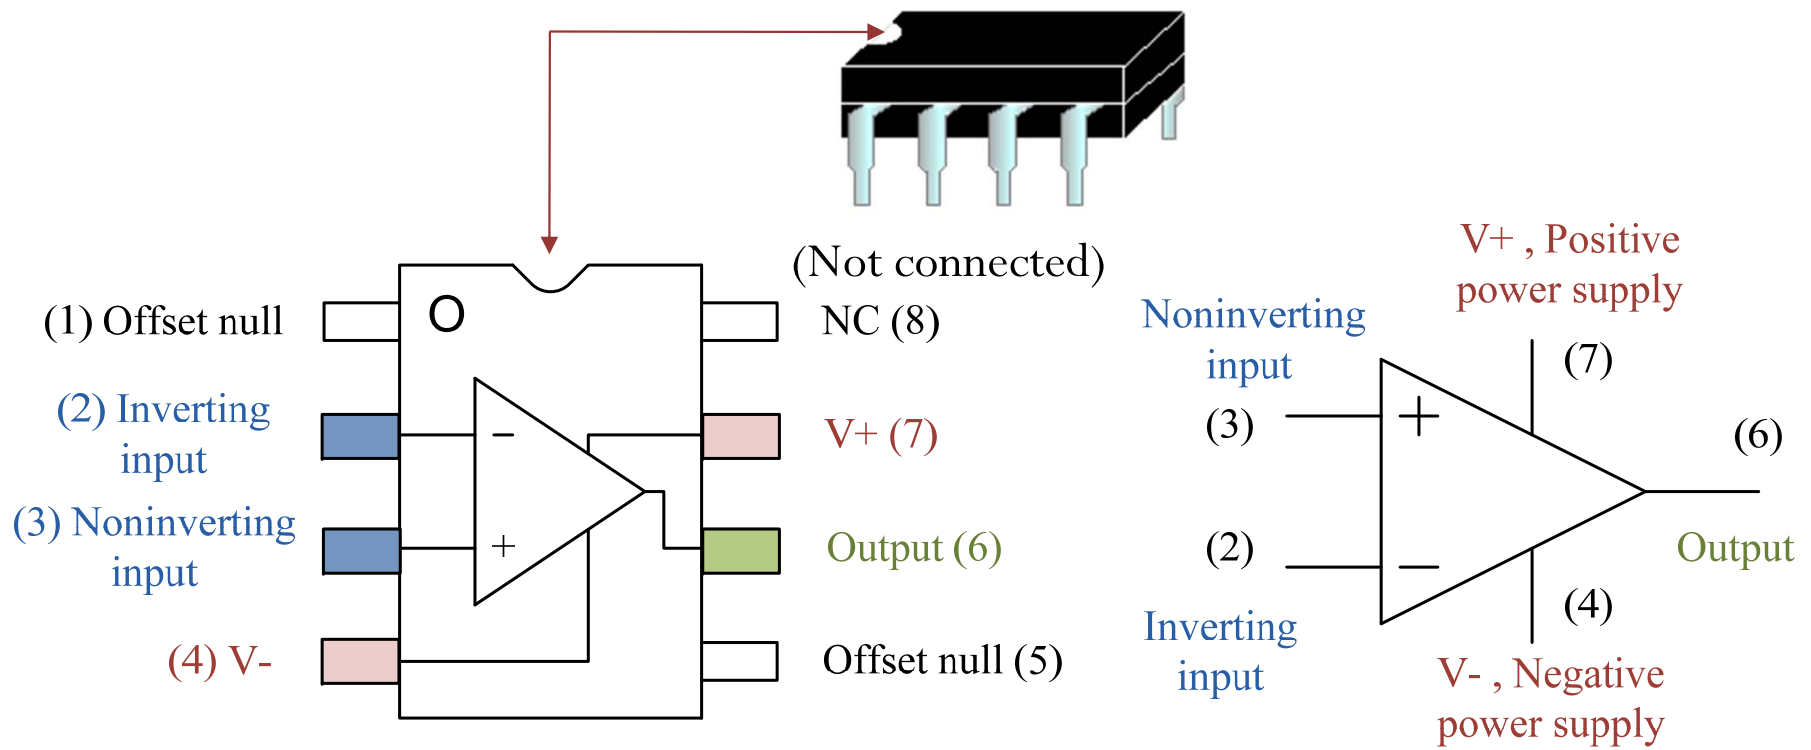 (Not connected)
(1) Offset null
O
NC (8)
(2) Inverting
input
−
V+ (7)
(3) Noninverting
input
+
Output (6)
(4) V-
Offset null (5)
V+ , Positive
power supply
Noninverting
input
(7)
(3)
+
(6)
(2)
−
Output
(4)
Inverting
input
V- , Negative
power supply